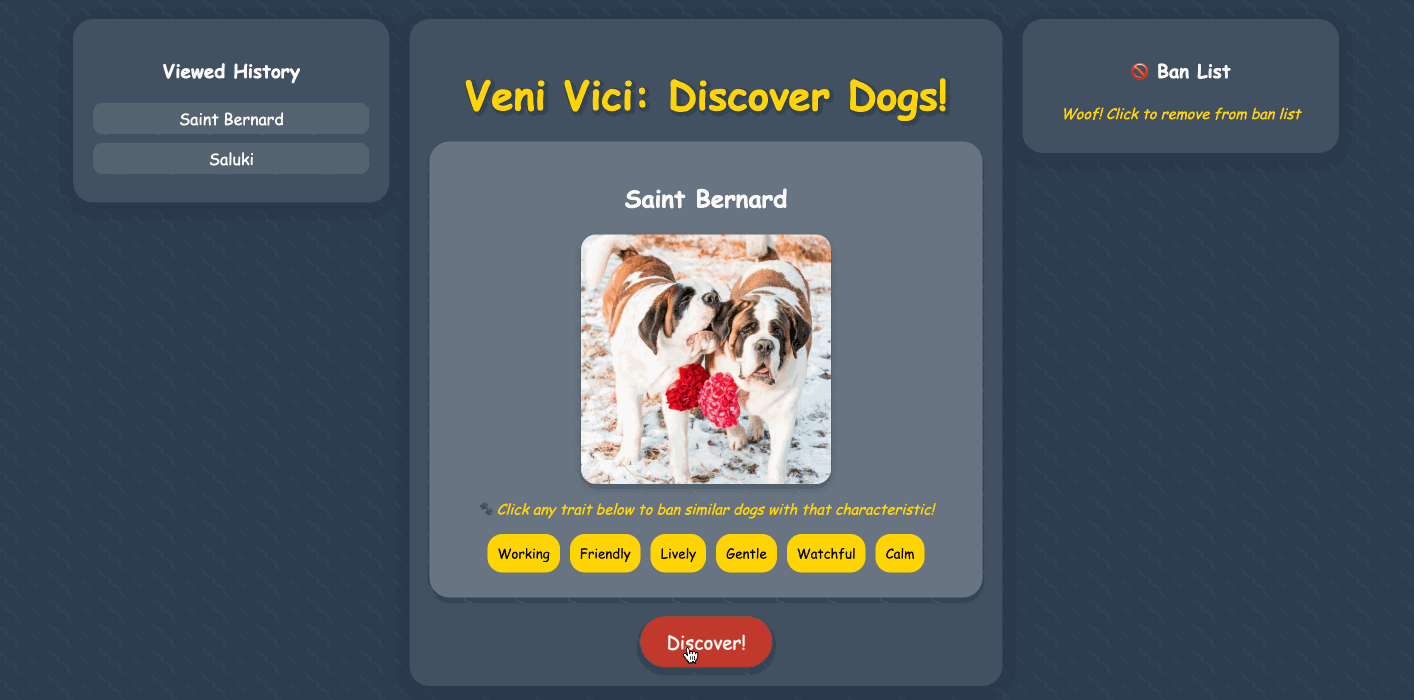 Viewed History
Saint Bernard
Saluki
Veni Vici: Discover Dogs!
Saint Bernard
🐾 Click any trait below to ban similar dogs with that characteristic!
Working
Friendly
Lively
Gentle
Watchful
Calm
Discover!
🚫 Ban List
Woof! Click to remove from ban list